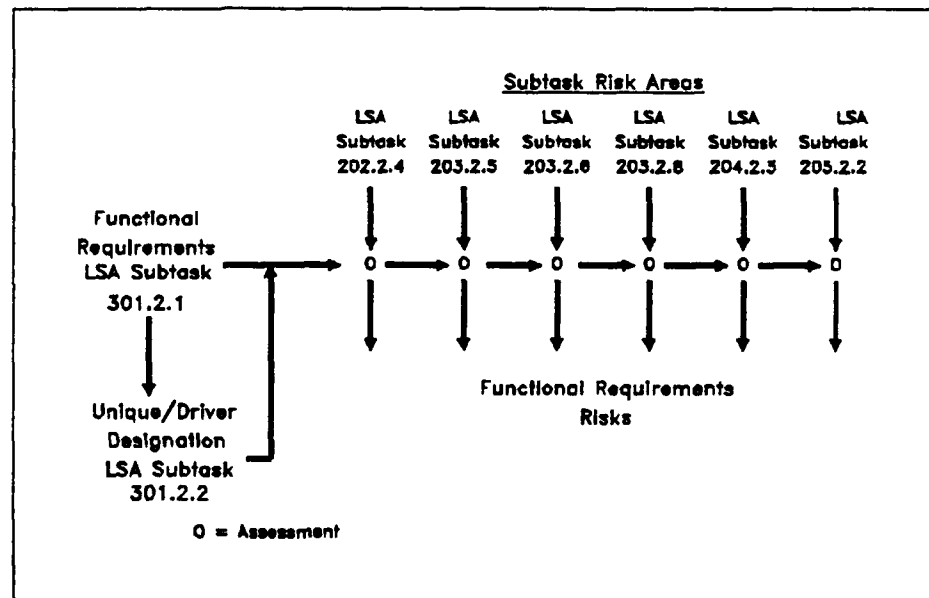 Subtask Risk Areas
LSA LSA LSA LSA LSA LSA
Subtask Subtask Subtask Subtask Subtask Subtask
202.2.4 203.2.5 203.2.6 203.2.8 204.2.3 205.2.2
Functional
Requirements
LSA Subtask
301.2.1
O O O O O O
Unique/Driver
Designation
LSA Subtask
301.2.2
Functional Requirements
Risks
O = Assessment